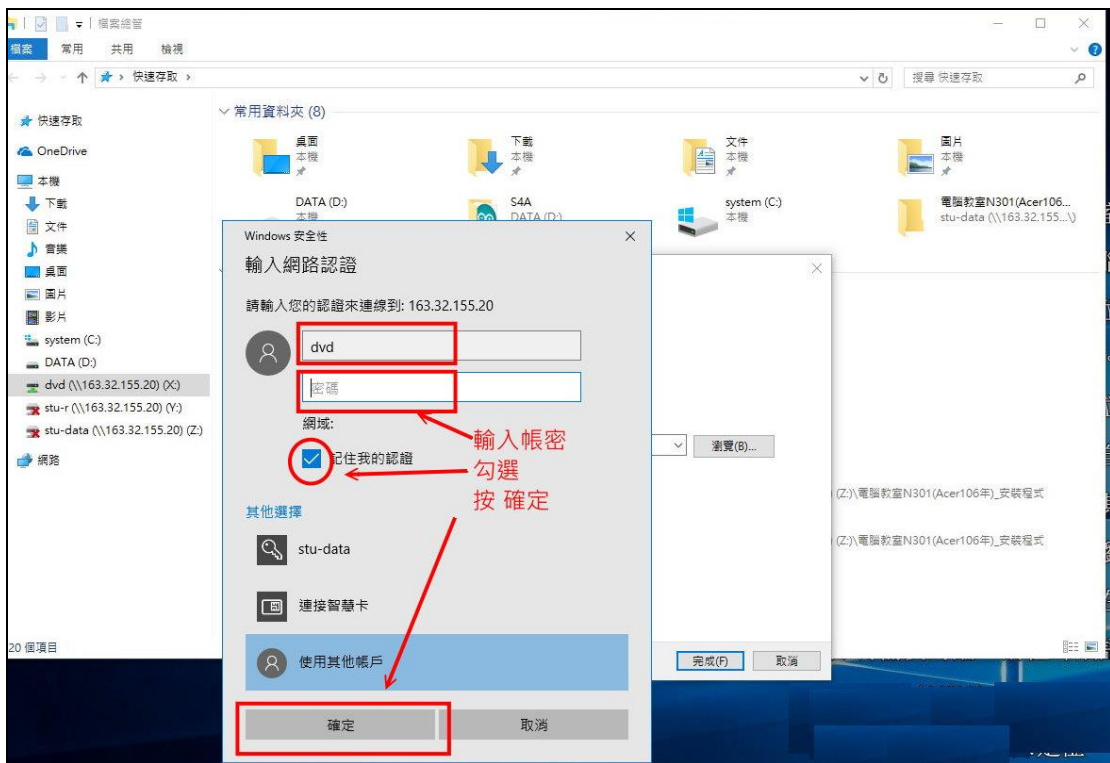 檔案總管
檔案 常用 共用 檢視
快速存取
搜尋 快速存取
快速存取
OneDrive
本機
下載
文件
音樂
桌面
圖片
影片
system (C:)
DATA (D:)
dvd (\\163.32.155.20) (X:)
stu-r (\\163.32.155.20) (Y:)
stu-data (\\163.32.155.20) (Z:)
網路
常用資料夾 (8)
桌面
本機
下載
本機
文件
本機
圖片
本機
DATA (D:)
本機
S4A
DATA (D:)
system (C:)
本機
電腦教室N301(Acer106...
stu-data (\\163.32.155...\)
Windows 安全性
輸入網路認證
請輸入您的認證來連線到: 163.32.155.20
dvd
密碼
網域:
記住我的認證
其他選擇
stu-data
連接智慧卡
使用其他帳戶
確定 取消
輸入帳密
勾選
按 確定
瀏覽(B)...
(Z:)\電腦教室N301(Acer106年)_安裝程式
(Z:)\電腦教室N301(Acer106年)_安裝程式
完成(F) 取消
20 個項目